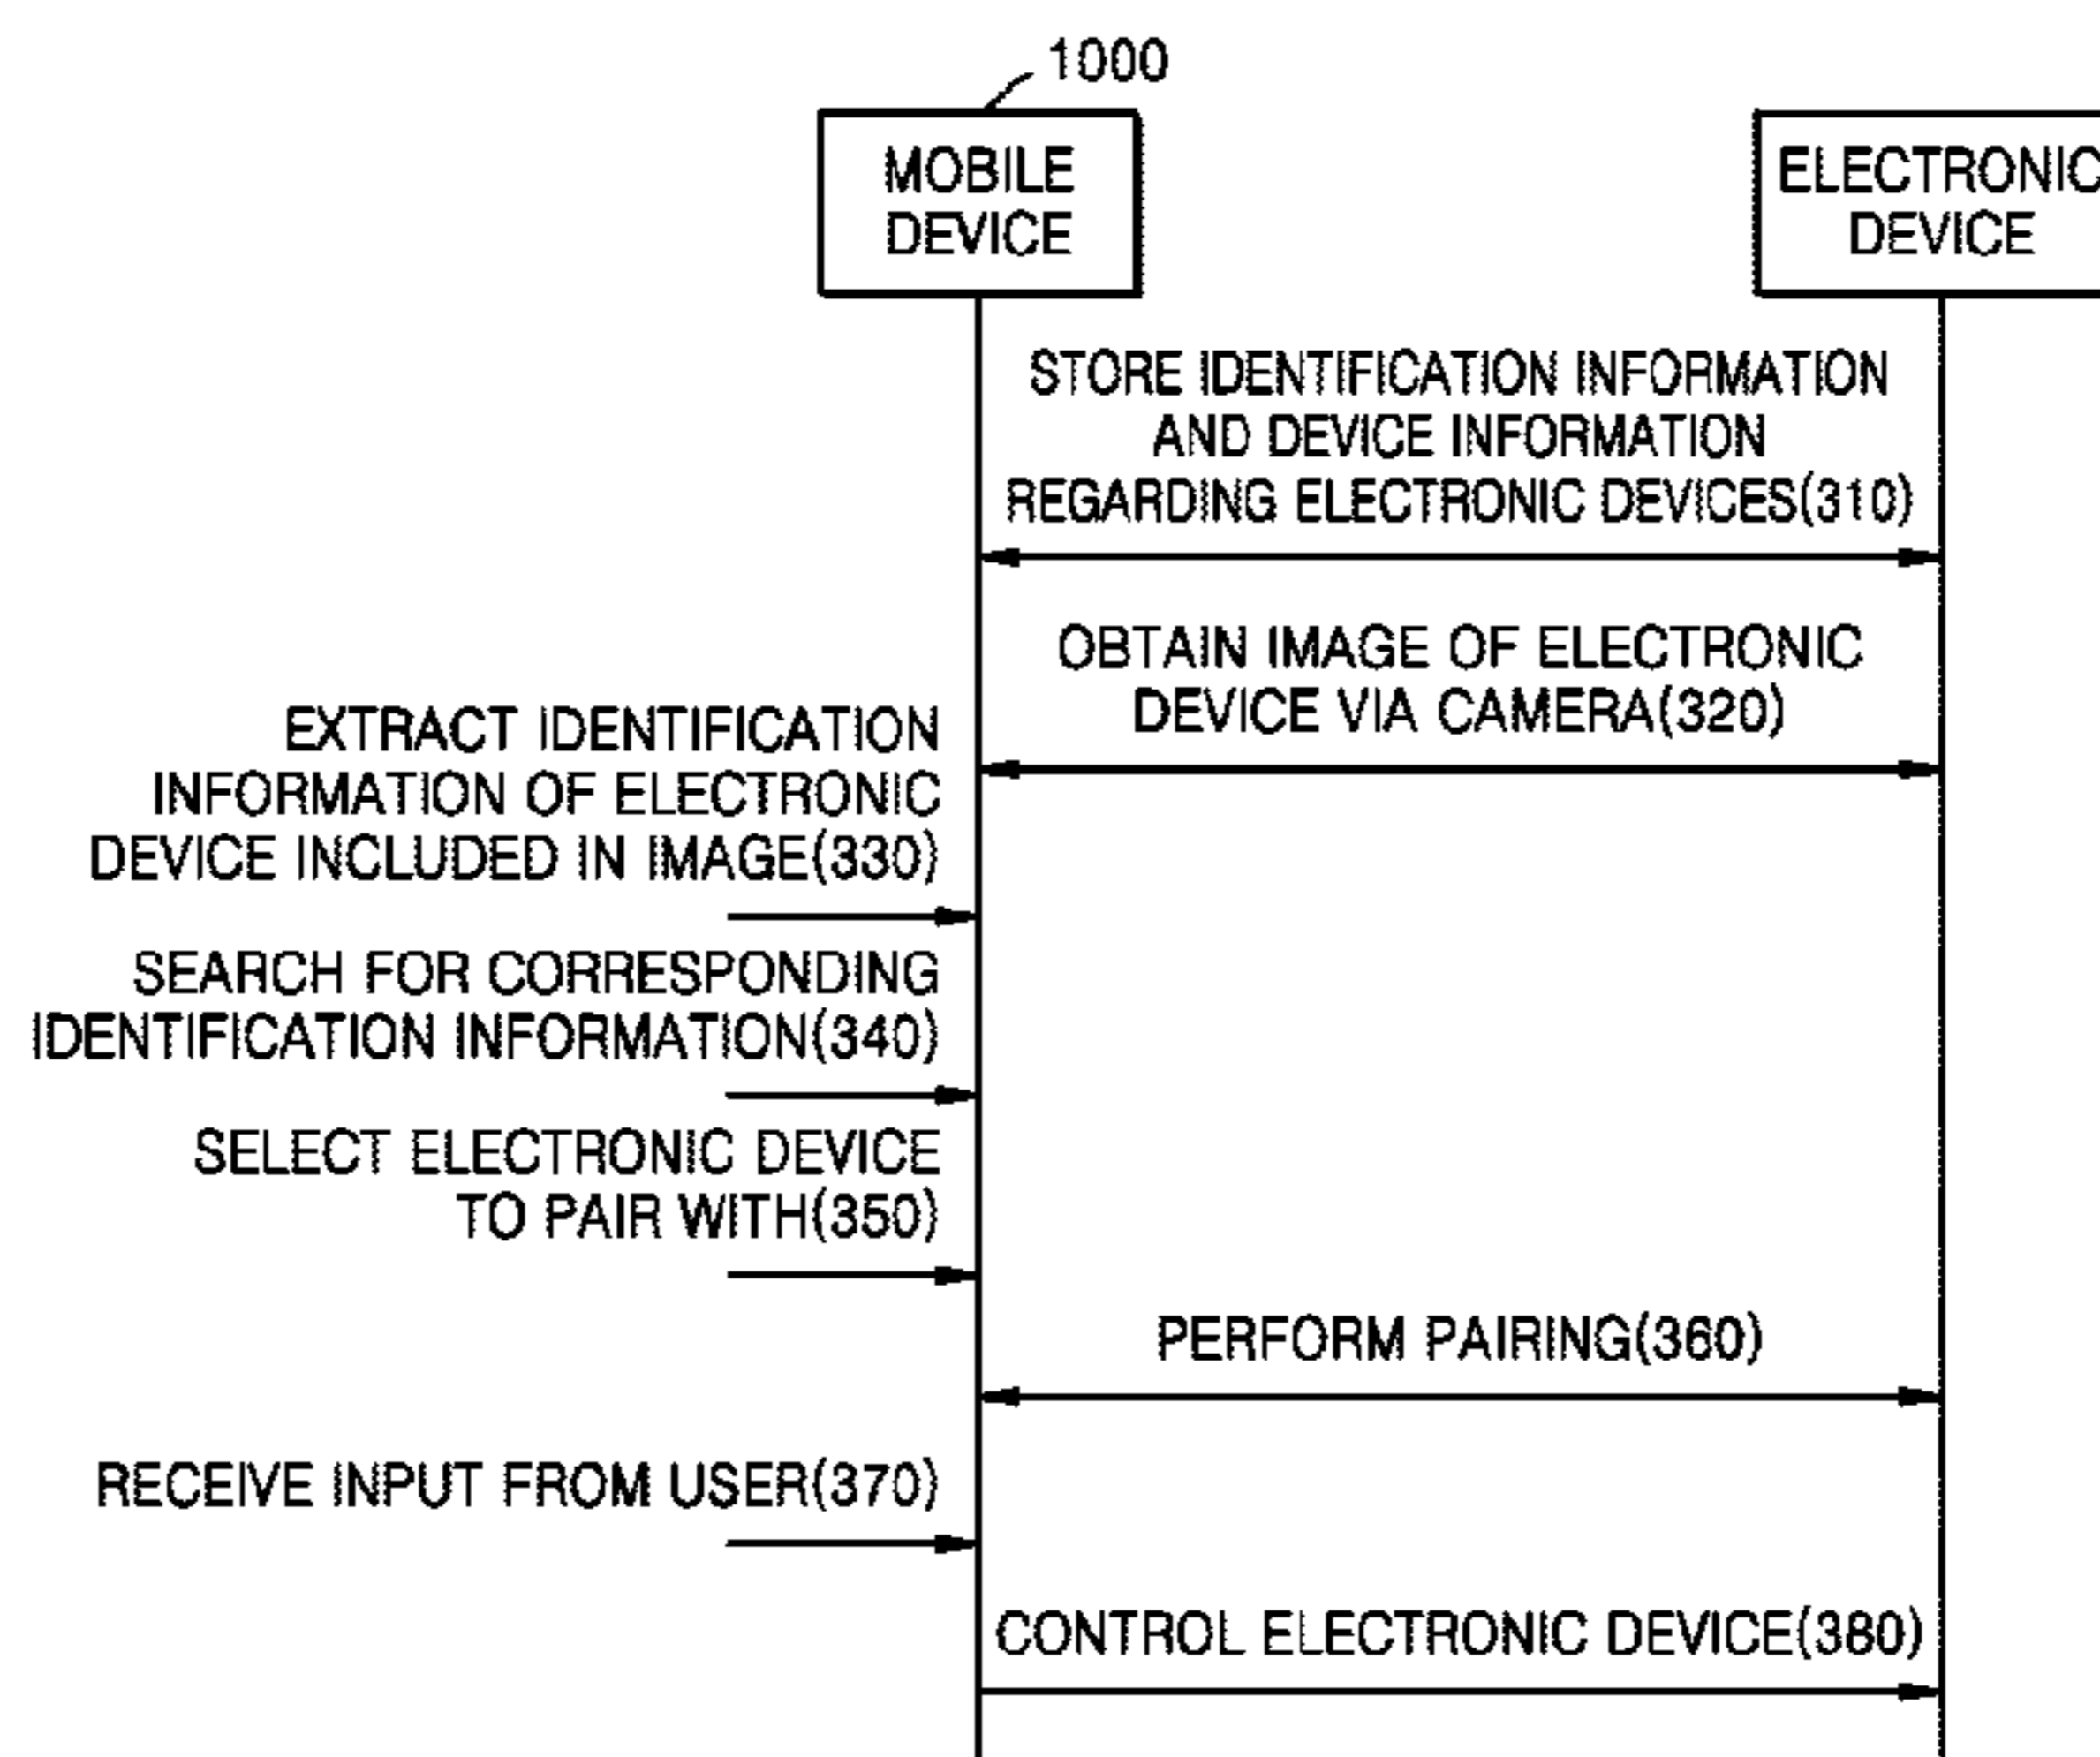 1000
MOBILE
DEVICE
ELECTRONIC
DEVICE
STORE IDENTIFICATION INFORMATION
AND DEVICE INFORMATION
REGARDING ELECTRONIC DEVICES(310)
OBTAIN IMAGE OF ELECTRONIC
DEVICE VIA CAMERA(320)
EXTRACT IDENTIFICATION
INFORMATION OF ELECTRONIC
DEVICE INCLUDED IN IMAGE(330)
SEARCH FOR CORRESPONDING
IDENTIFICATION INFORMATION(340)
SELECT ELECTRONIC DEVICE
TO PAIR WITH(350)
PERFORM PAIRING(360)
RECEIVE INPUT FROM USER(370)
CONTROL ELECTRONIC DEVICE(380)